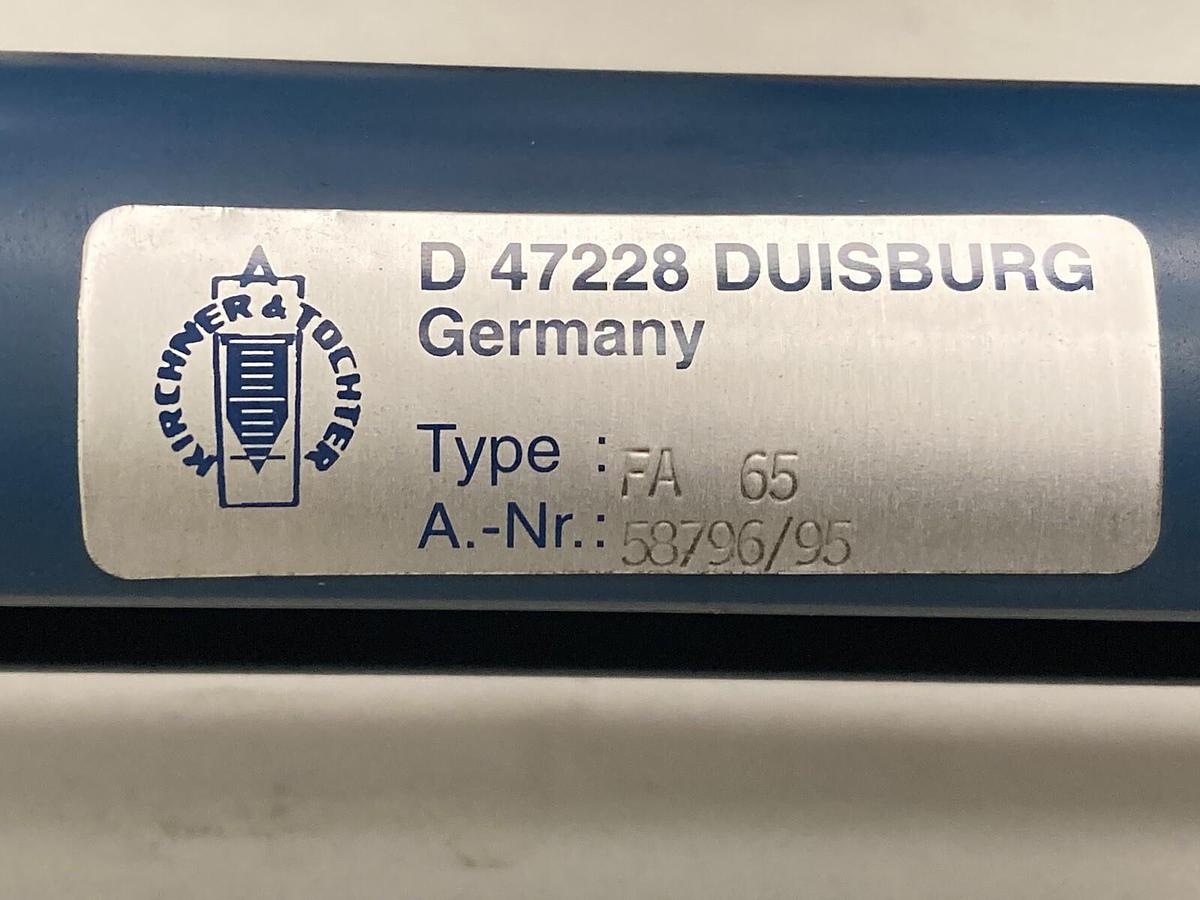 KIRCHNER & TOCHTER
D 47228 DUISBURG
Germany
Type : FA 65
A.-Nr.: 58796/95